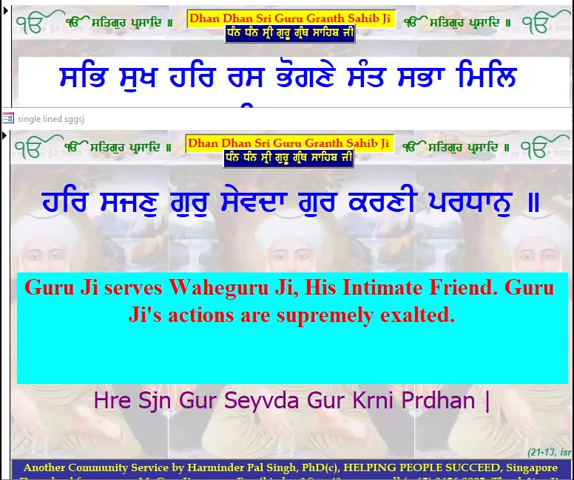 ੴ ਸਤਿਗੁਰ ਪ੍ਰਸਾਦਿ ॥ Dhan Dhan Sri Guru Granth Sahib Ji ੴ ਸਤਿਗੁਰ ਪ੍ਰਸਾਦਿ ॥
ਧੰਨ ਧੰਨ ਸ੍ਰੀ ਗੁਰੂ ਗ੍ਰੰਥ ਸਾਹਿਬ ਜੀ
ਸਭਿ ਸੁਖ ਹਰਿ ਰਸ ਭੋਗਣੇ ਸੰਤ ਸਭਾ ਮਿਲਿ
single lined sggsj
ੴ ੴ ਸਤਿਗੁਰ ਪ੍ਰਸਾਦਿ ॥ Dhan Dhan Sri Guru Granth Sahib Ji ੴ ਸਤਿਗੁਰ ਪ੍ਰਸਾਦਿ ॥ ੴ
ਧੰਨ ਧੰਨ ਸ੍ਰੀ ਗੁਰੂ ਗ੍ਰੰਥ ਸਾਹਿਬ ਜੀ
ਹਰਿ ਸਜਣੁ ਗੁਰੁ ਸੇਵਦਾ ਗੁਰ ਕਰਣੀ ਪਰਧਾਨੁ ॥
Guru Ji serves Waheguru Ji, His Intimate Friend. Guru
Ji's actions are supremely exalted.
Hre Sjn Gur Seyvda Gur Krni Prdhan |
(21-13, isr
Another Community Service by Harminder Pal Singh, PhD(c), HELPING PEOPLE SUCCEED, Singapore